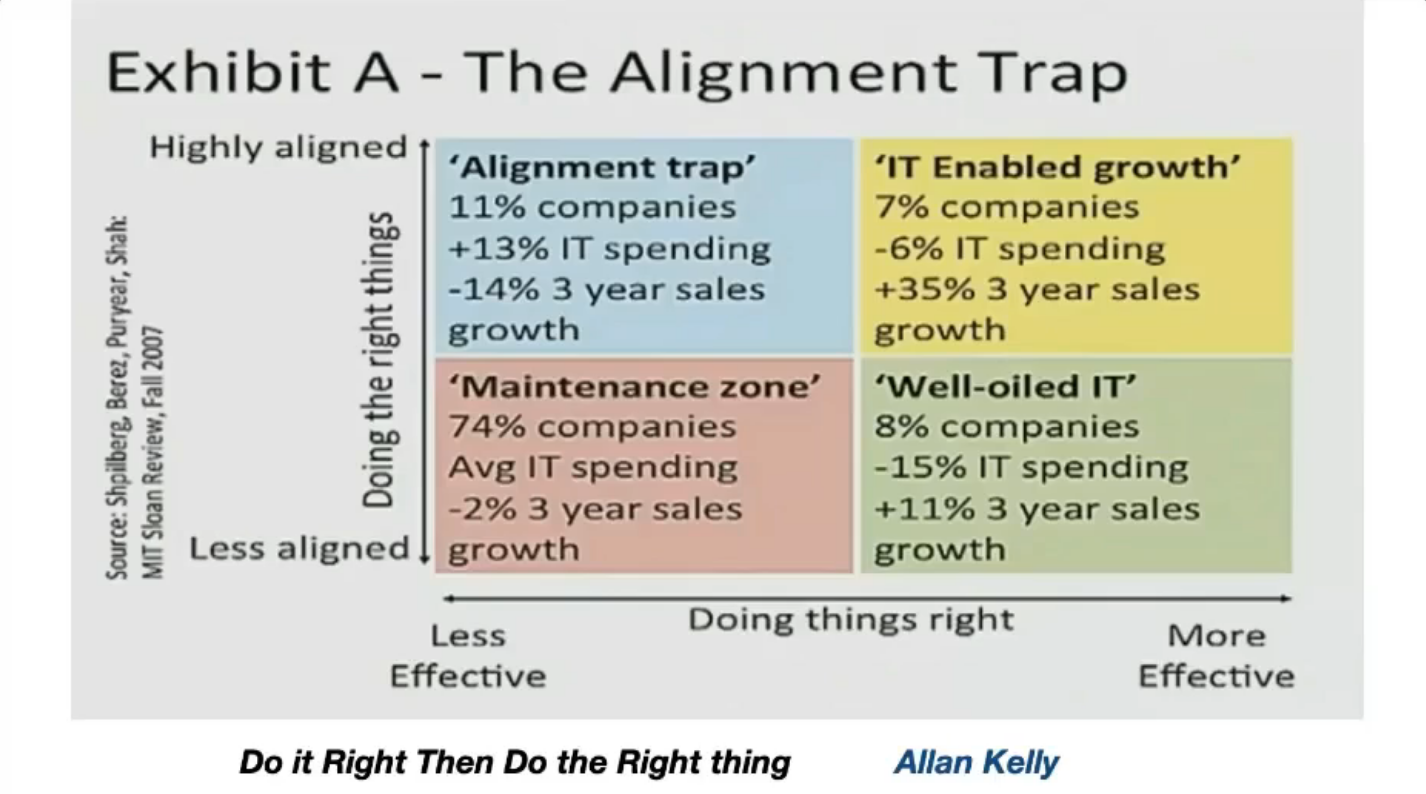 Exhibit A - The Alignment Trap
Highly aligned
Doing the right things
Less aligned
Source: Shpilberg, Berez, Puryear, Shah:
MIT Sloan Review, Fall 2007
‘Alignment trap’
11% companies
+13% IT spending
-14% 3 year sales
growth
‘IT Enabled growth’
7% companies
-6% IT spending
+35% 3 year sales
growth
‘Maintenance zone’
74% companies
Avg IT spending
-2% 3 year sales
growth
‘Well-oiled IT’
8% companies
-15% IT spending
+11% 3 year sales
growth
Less
Effective
Doing things right
More
Effective
Do it Right Then Do the Right thing
Allan Kelly